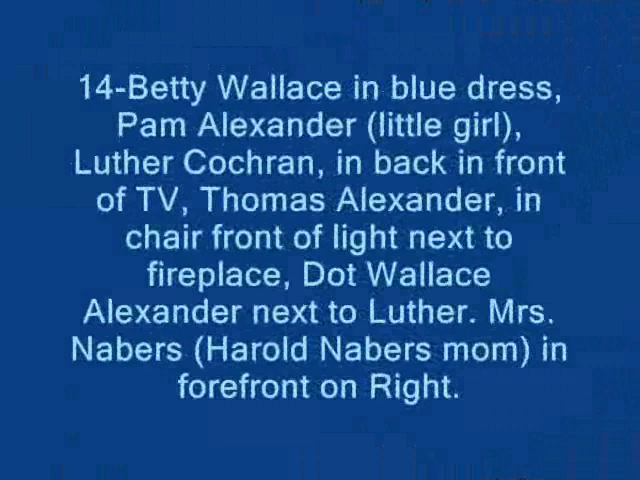 14-Betty Wallace in blue dress,
Pam Alexander (little girl),
Luther Cochran, in back in front
of TV, Thomas Alexander, in
chair front of light next to
fireplace, Dot Wallace
Alexander next to Luther. Mrs.
Nabers (Harold Nabers mom) in
forefront on Right.